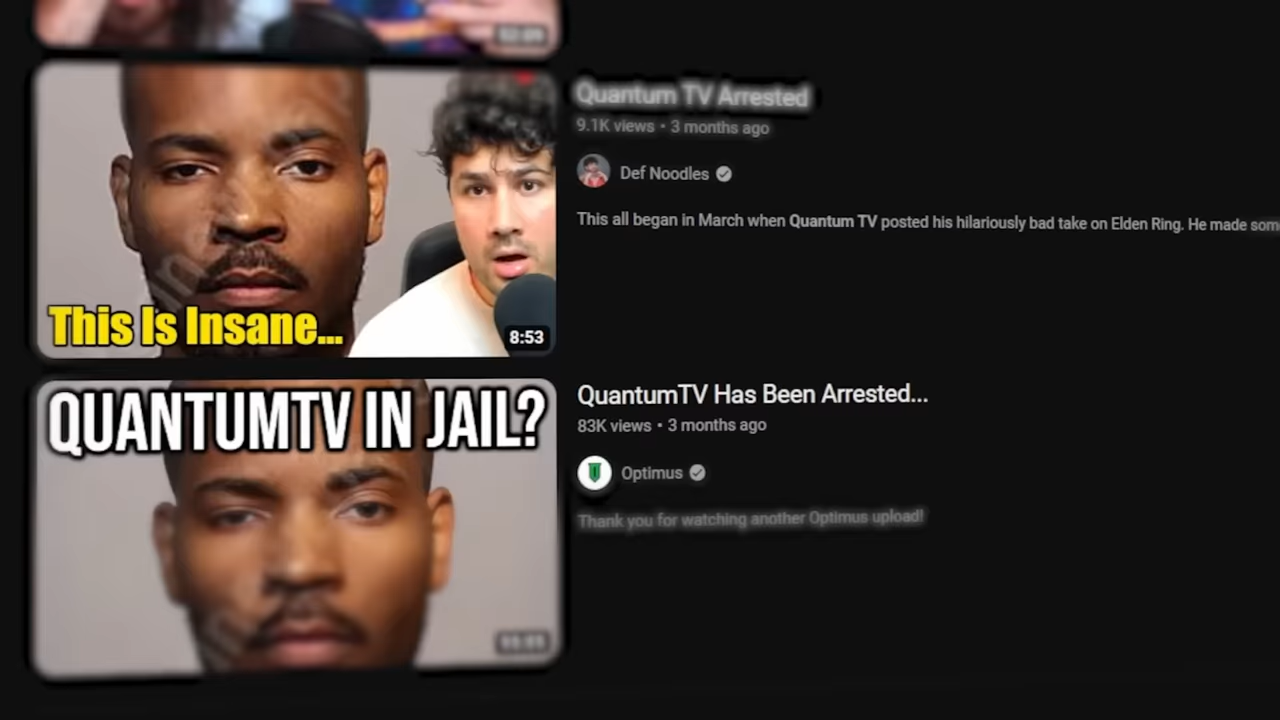 Quantum TV Arrested
9.1K views • 3 months ago
Def Noodles
This all began in March when Quantum TV posted his hilariously bad take on Elden Ring. He made som
This Is Insane...
8:53
QUANTUMTV IN JAIL?
QuantumTV Has Been Arrested...
83K views • 3 months ago
Optimus
Thank you for watching another Optimus upload!